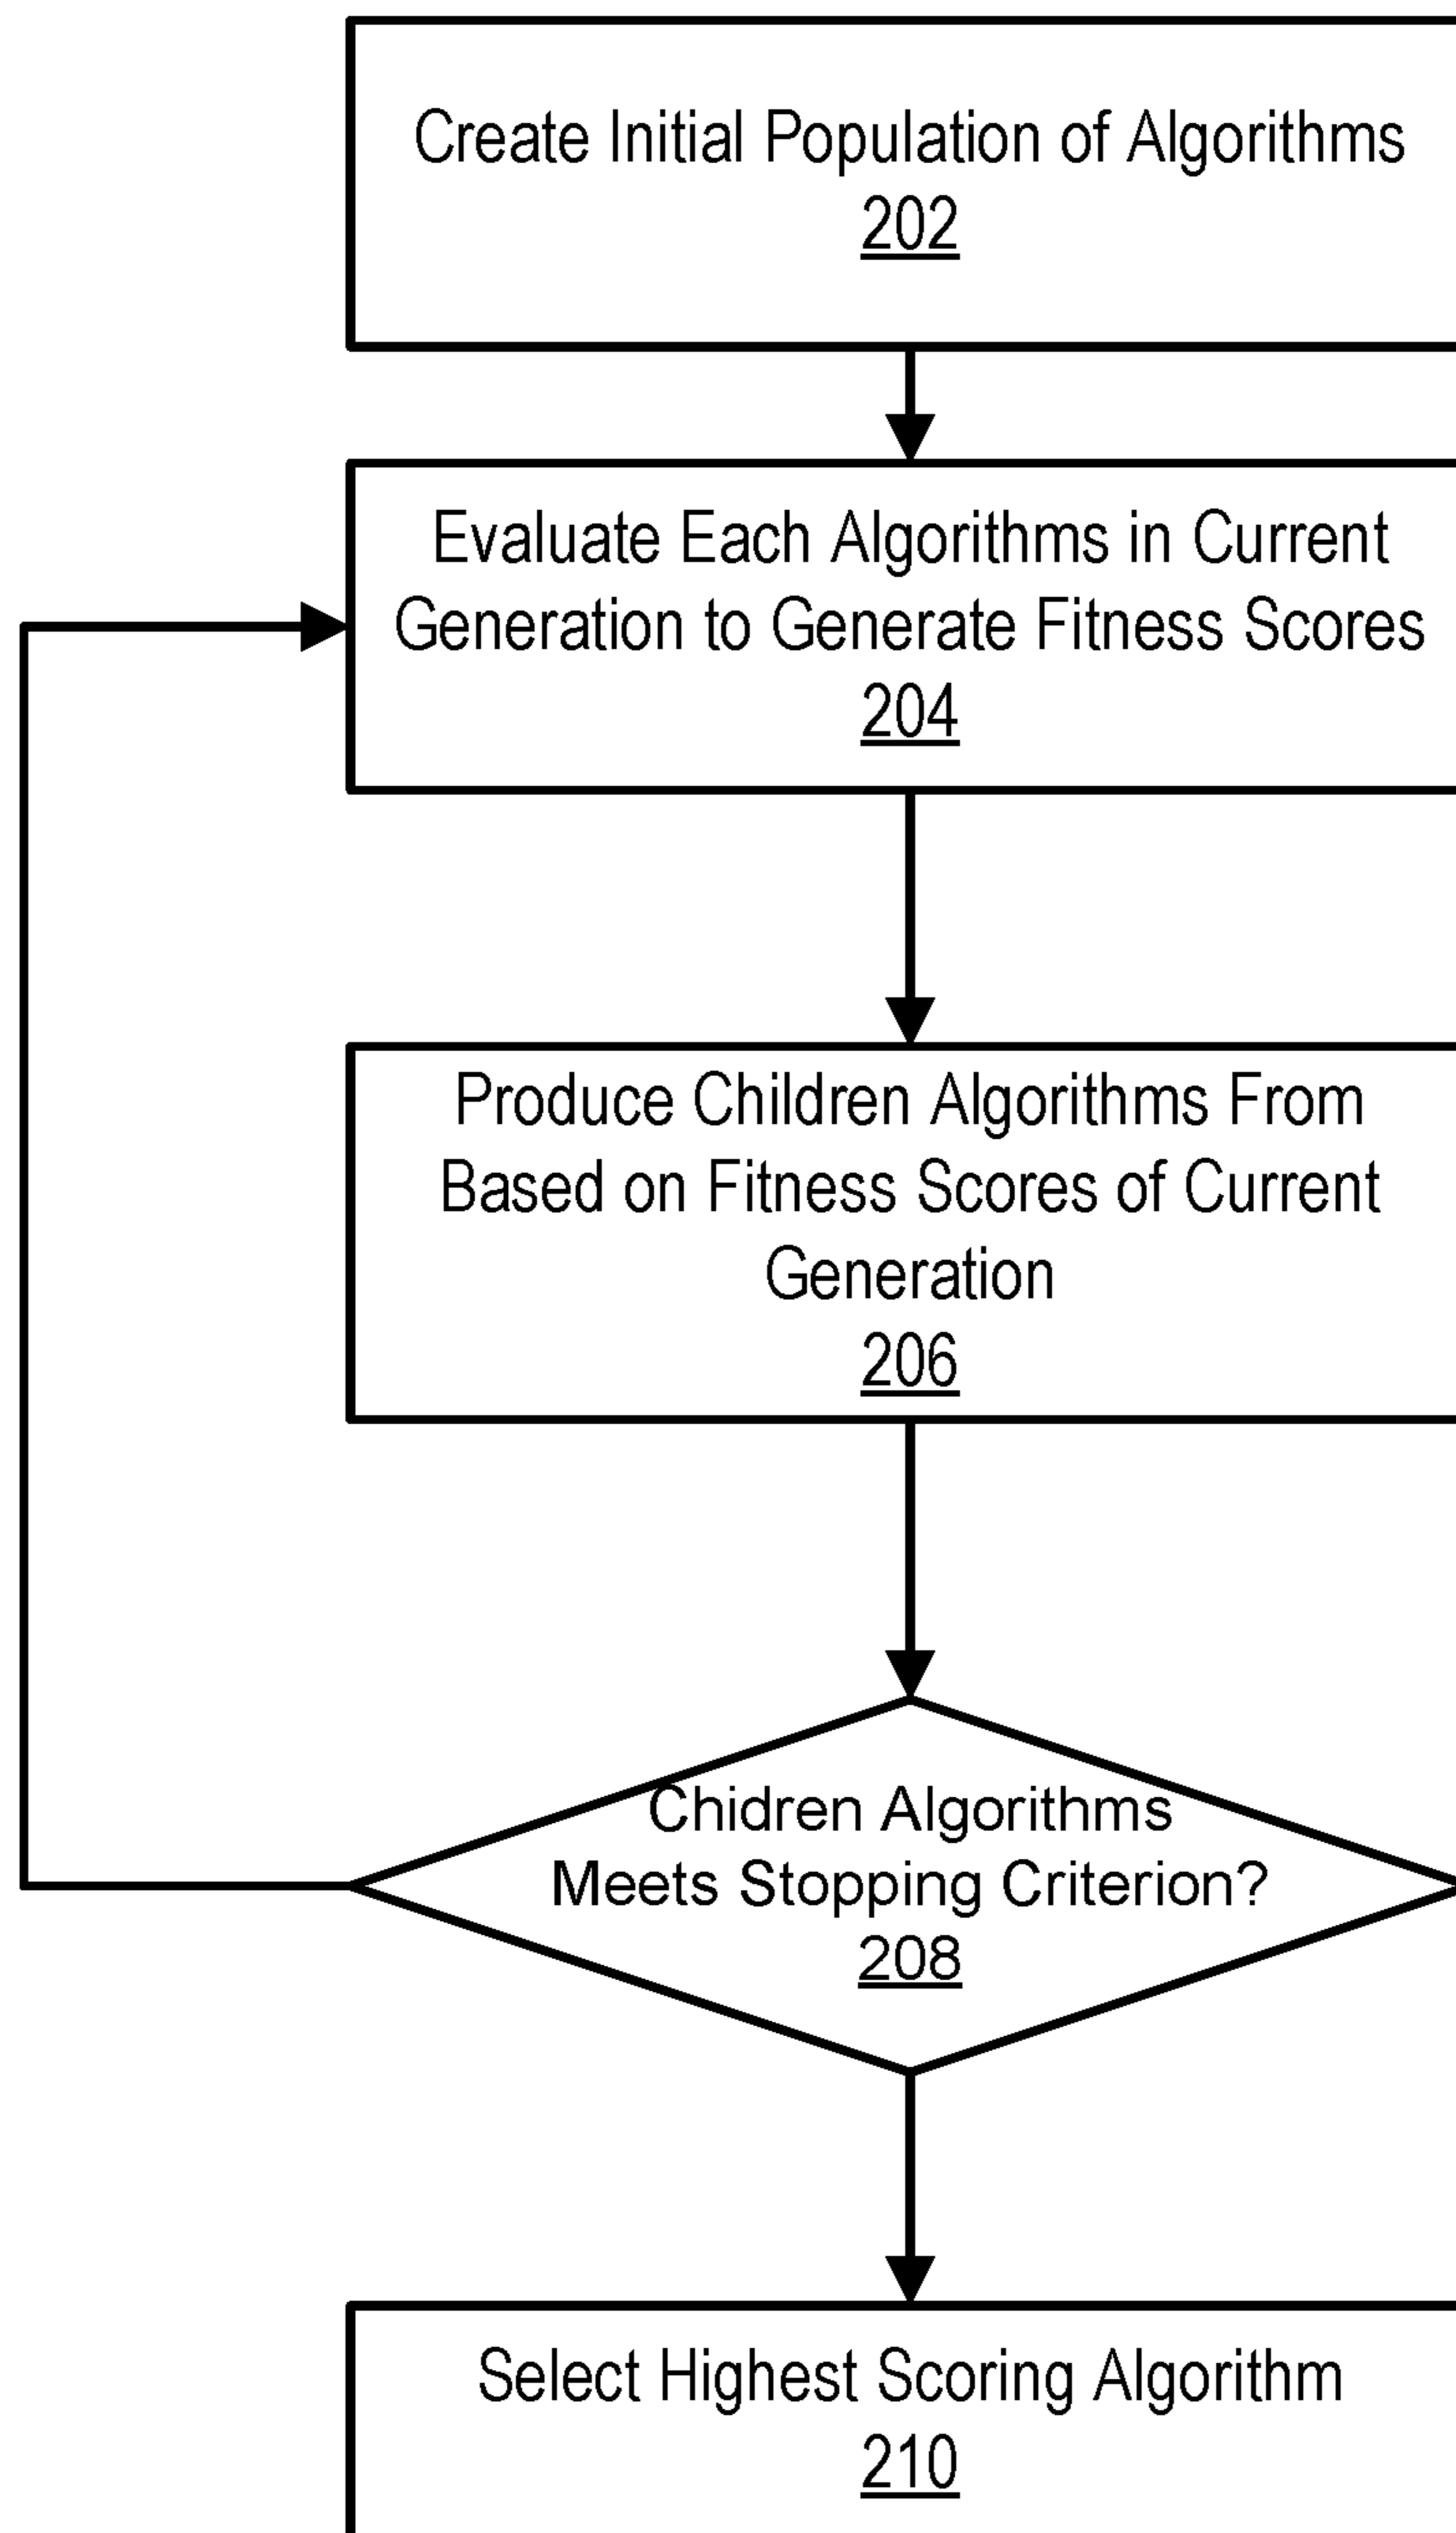 Create Initial Population of Algorithms
202
Evaluate Each Algorithms in Current
Generation to Generate Fitness Scores
204
Produce Children Algorithms From
Based on Fitness Scores of Current
Generation
206
Chidren Algorithms
Meets Stopping Criterion?
208
Select Highest Scoring Algorithm
210